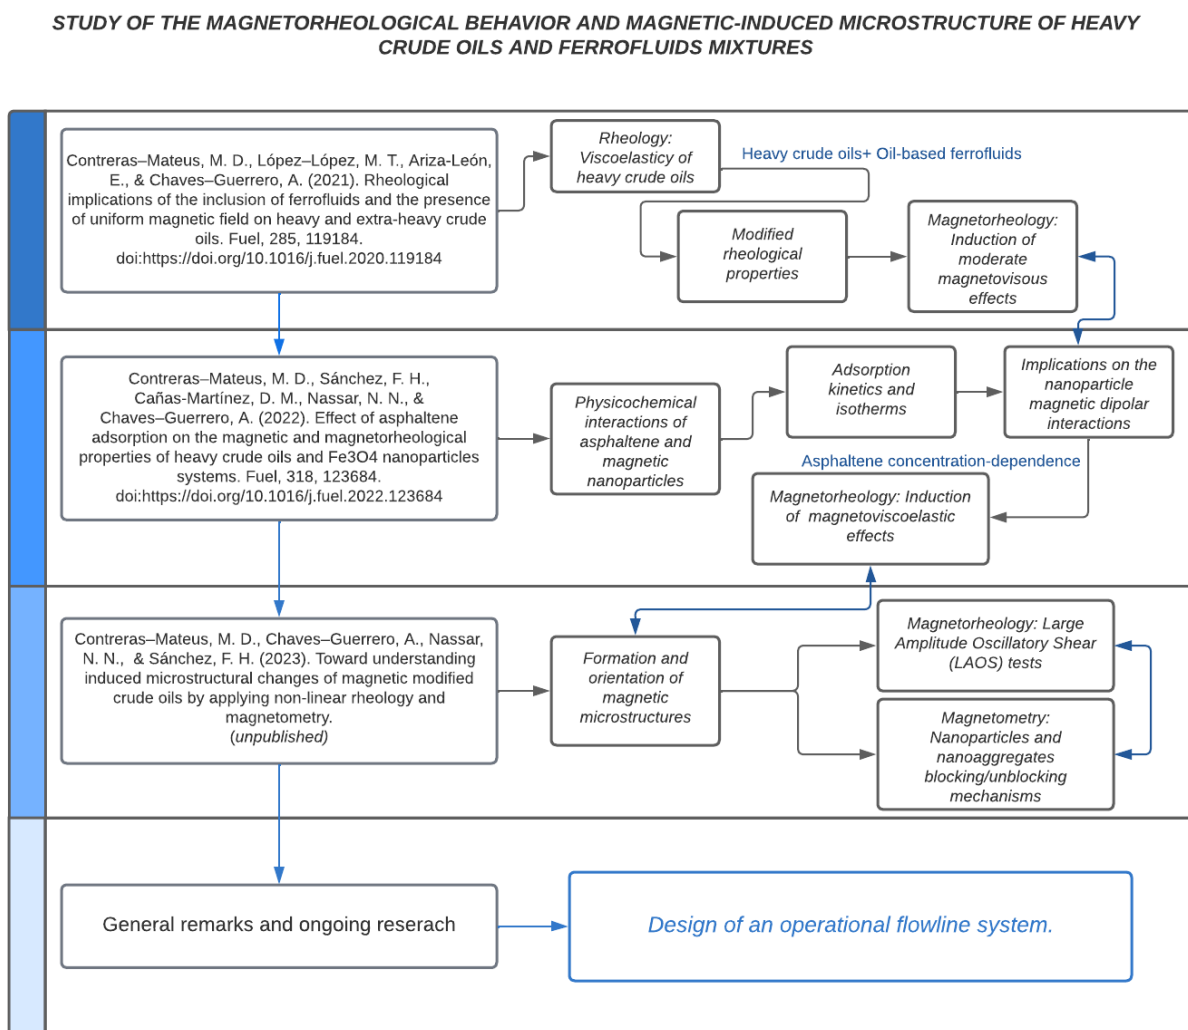 STUDY OF THE MAGNETORHEOLOGICAL BEHAVIOR AND MAGNETIC-INDUCED MICROSTRUCTURE OF HEAVY
CRUDE OILS AND FERROFLUIDS MIXTURES
Contreras–Mateus, M. D., López–López, M. T., Ariza-León,
E., & Chaves–Guerrero, A. (2021). Rheological
implications of the inclusion of ferrofluids and the presence
of uniform magnetic field on heavy and extra-heavy crude
oils. Fuel, 285, 119184.
doi:https://doi.org/10.1016/j.fuel.2020.119184
Rheology:
Viscoelasticy of
heavy crude oils
Heavy crude oils+ Oil-based ferrofluids
Modified
rheological
properties
Magnetorheology:
Induction of
moderate
magnetovisous
effects
Contreras–Mateus, M. D., Sánchez, F. H.,
Cañas-Martínez, D. M., Nassar, N. N., &
Chaves–Guerrero, A. (2022). Effect of asphaltene
adsorption on the magnetic and magnetorheological
properties of heavy crude oils and Fe3O4 nanoparticles
systems. Fuel, 318, 123684.
doi:https://doi.org/10.1016/j.fuel.2022.123684
Physicochemical
interactions of
asphaltene and
magnetic
nanoparticles
Adsorption
kinetics and
isotherms
Implications on the
nanoparticle
magnetic dipolar
interactions
Asphaltene concentration-dependence
Magnetorheology: Induction
of magnetoviscoelastic
effects
Contreras–Mateus, M. D., Chaves–Guerrero, A., Nassar,
N. N., & Sánchez, F. H. (2023). Toward understanding
induced microstructural changes of magnetic modified
crude oils by applying non-linear rheology and
magnetometry.
(unpublished)
Formation and
orientation of
magnetic
microstructures
Magnetorheology: Large
Amplitude Oscillatory Shear
(LAOS) tests
Magnetometry:
Nanoparticles and
nanoaggregates
blocking/unblocking
mechanisms
General remarks and ongoing reserach
Design of an operational flowline system.